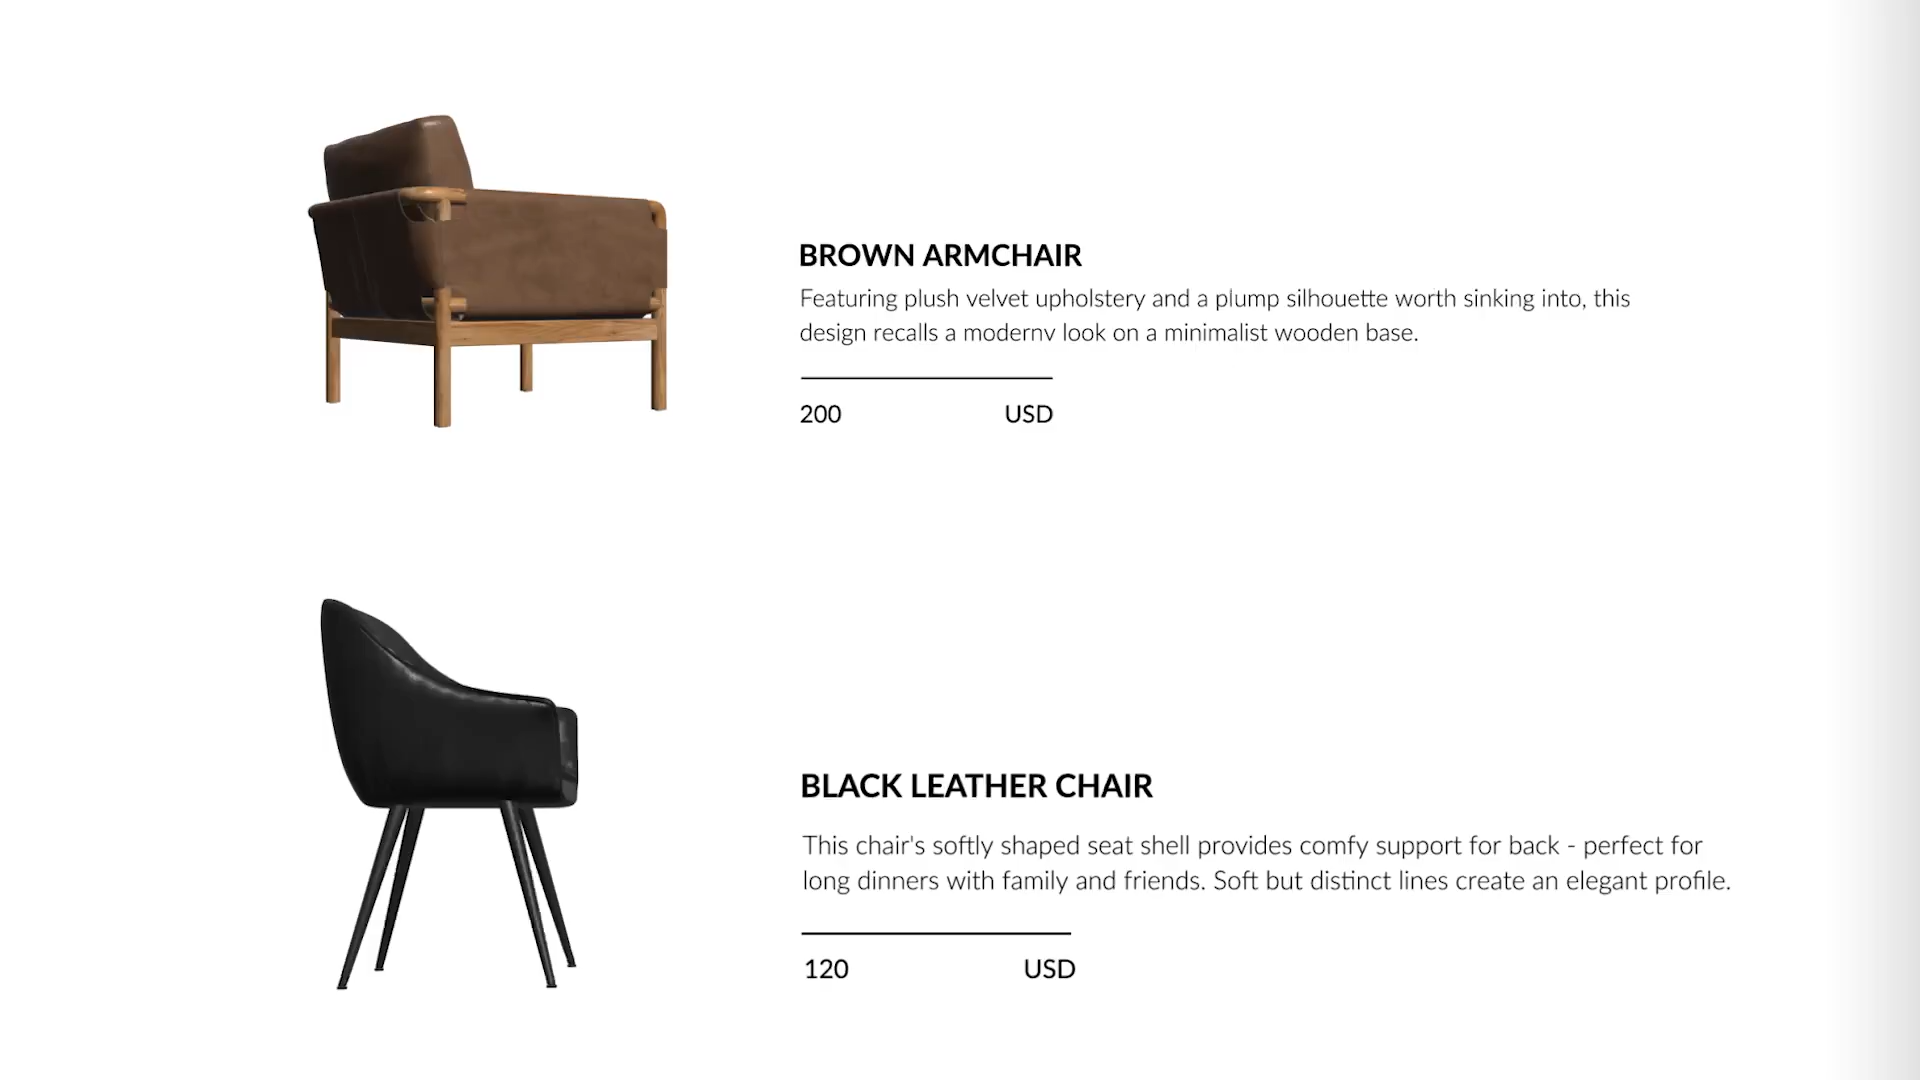 BROWN ARMCHAIR
Featuring plush velvet upholstery and a plump silhouette worth sinking into, this
design recalls a modernv look on a minimalist wooden base.
200 USD
BLACK LEATHER CHAIR
This chair's softly shaped seat shell provides comfy support for back - perfect for
long dinners with family and friends. Soft but distinct lines create an elegant profile.
120 USD